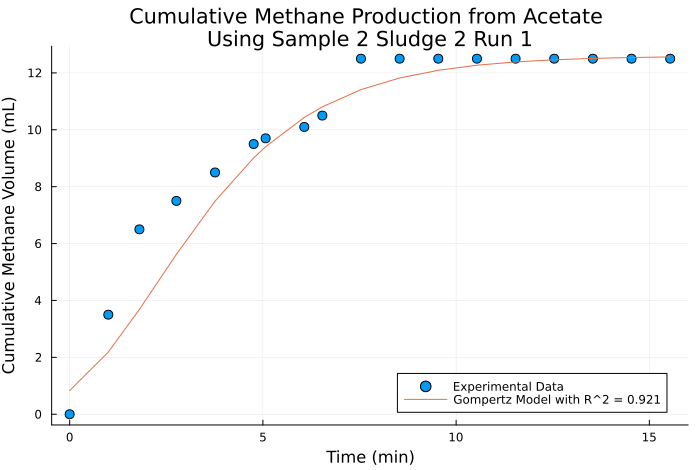 Cumulative Methane Production from Acetate
Using Sample 2 Sludge 2 Run 1
Cumulative Methane Volume (mL)
12
10
8
6
4
2
0
0
5
10
15
Time (min)
Experimental Data
Gompertz Model with R^2 = 0.921